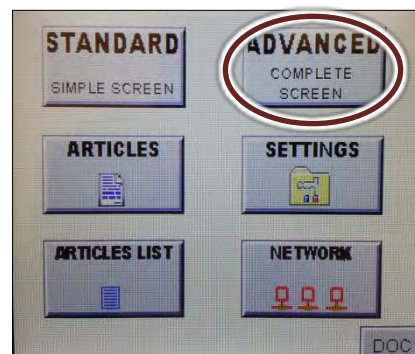 STANDARD
SIMPLE SCREEN
ADVANCED
COMPLETE
SCREEN
ARTICLES
SETTINGS
ARTICLES LIST
NETWORK
DOC